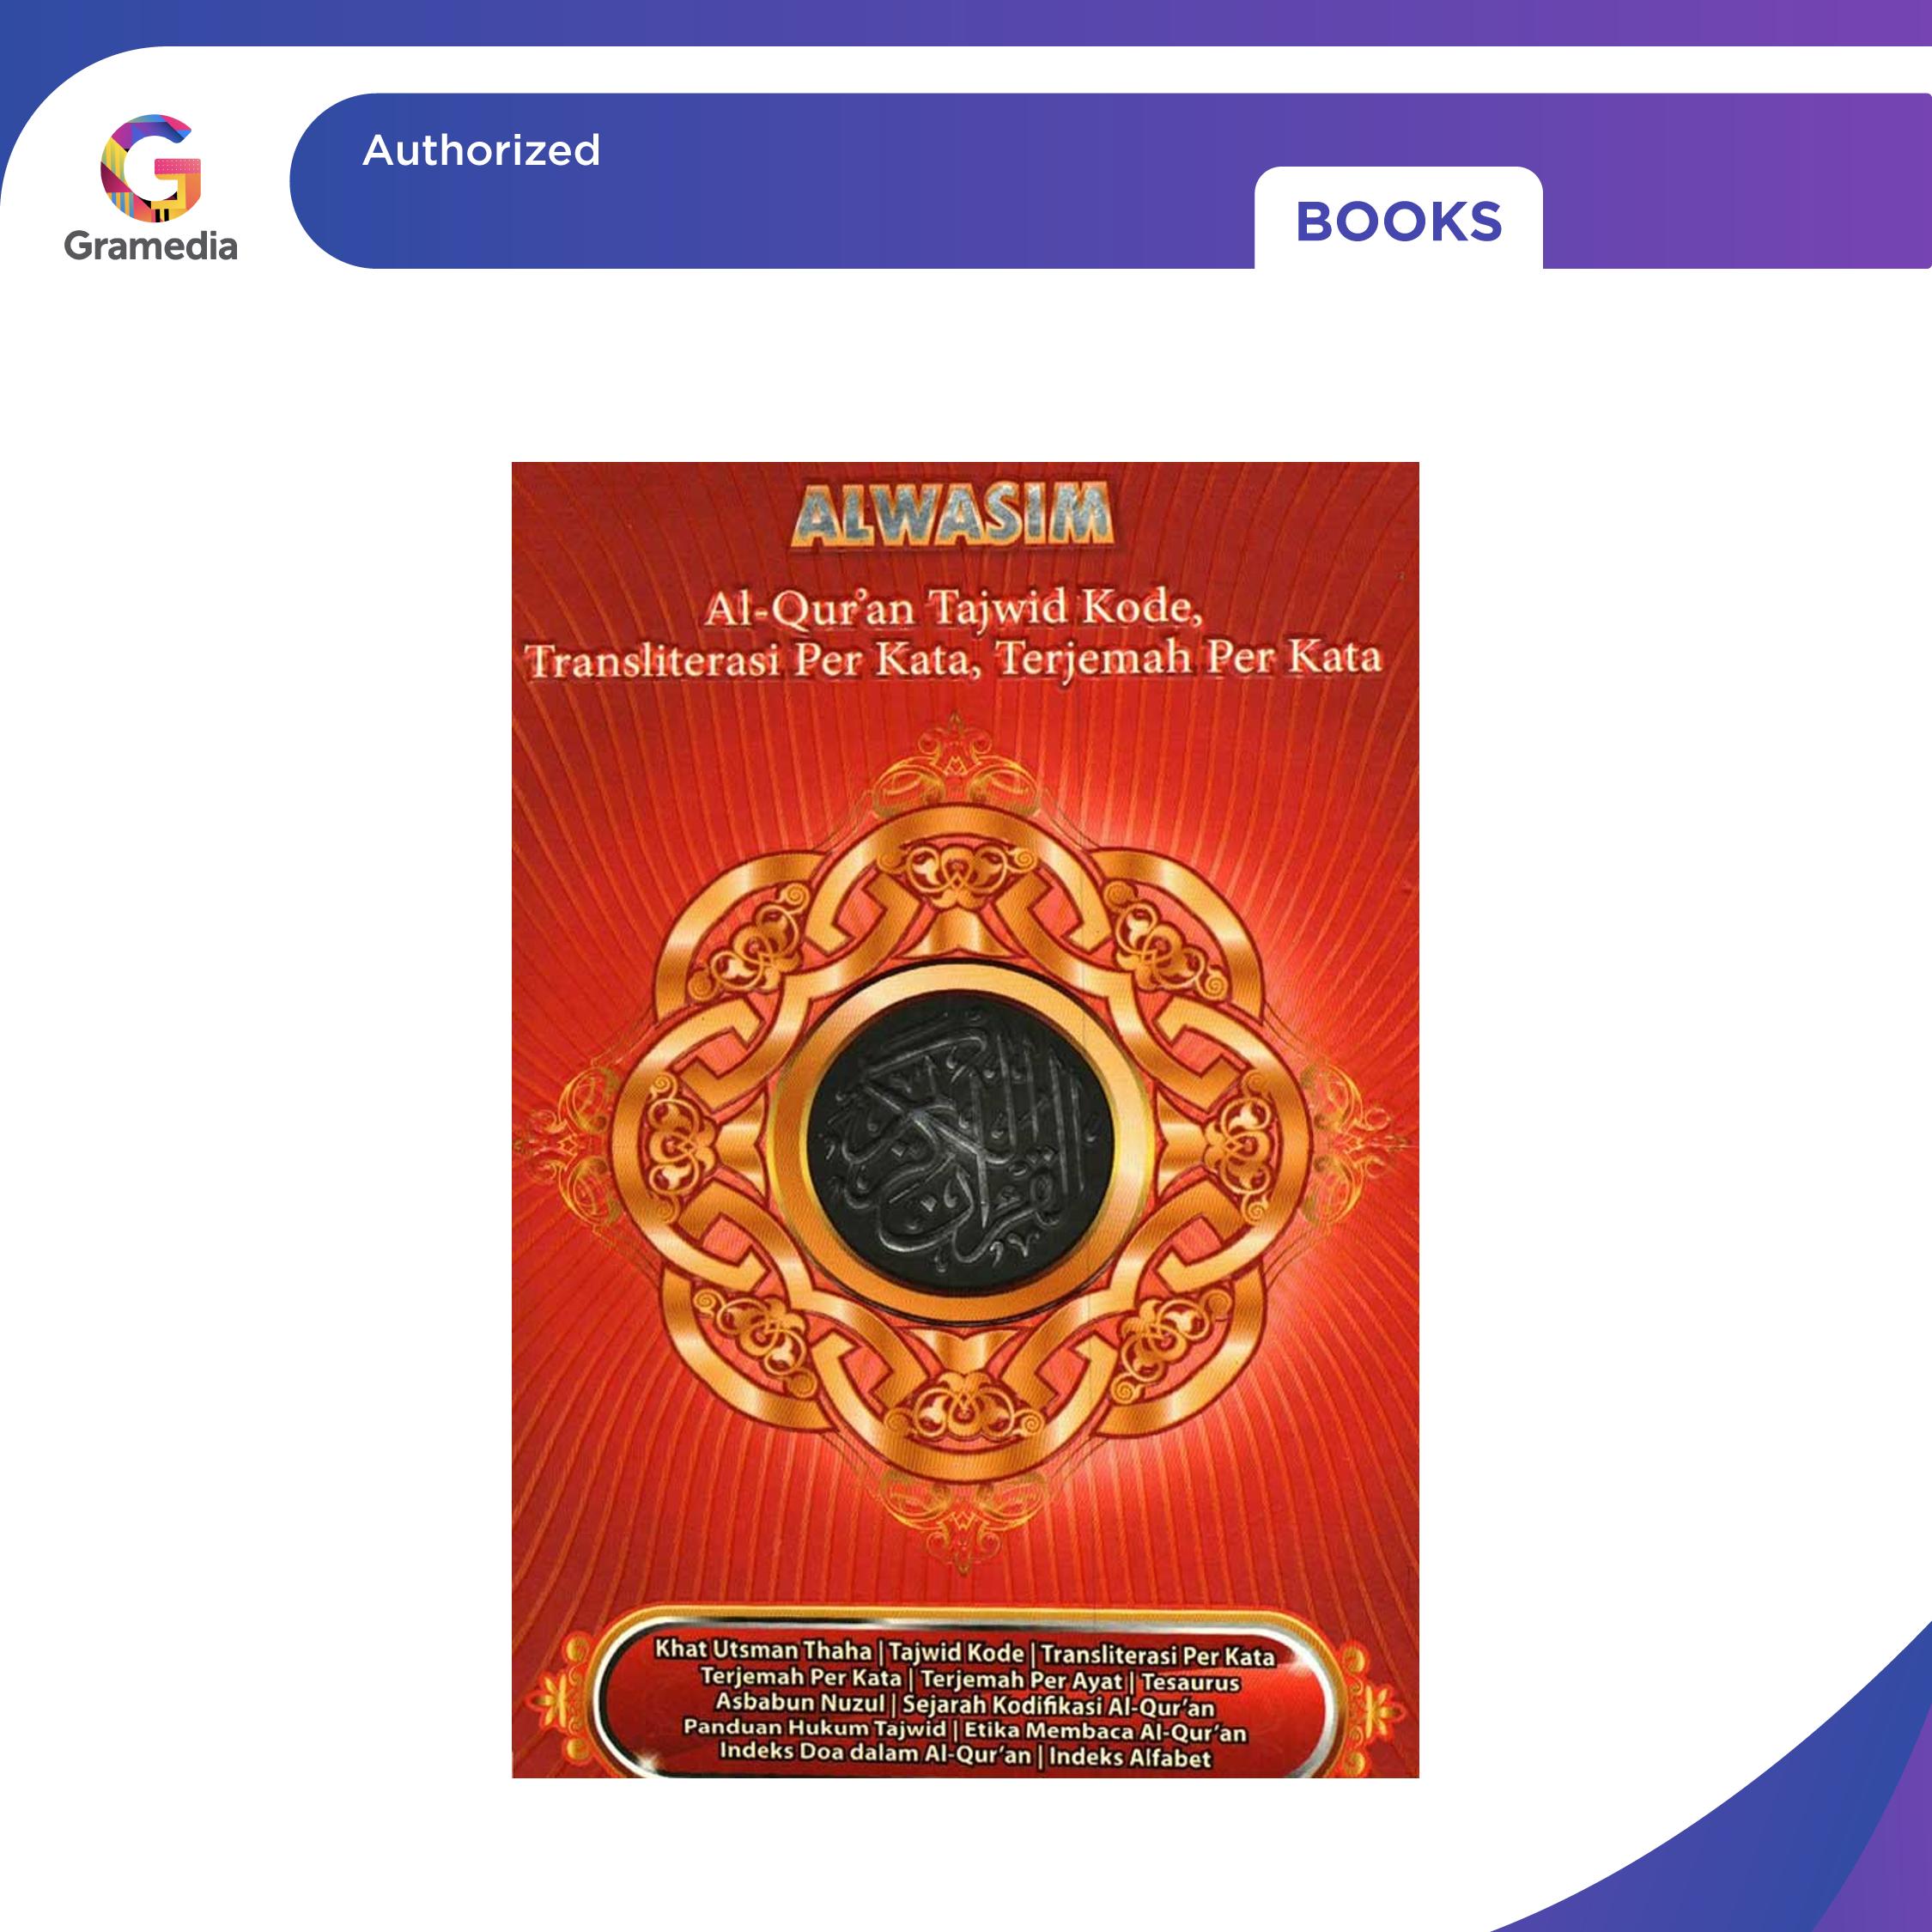 Gramedia
Authorized
BOOKS
ALWASIM
Al-Qur'an Tajwid Kode,
Transliterasi Per Kata, Terjemah Per Kata
القرآن الكريم
Khat Utsman Thaha | Tajwid Kode | Transliterasi Per Kata
Terjemah Per Kata | Terjemah Per Ayat | Tesaurus
Asbabun Nuzul | Sejarah Kodifikasi Al-Qur'an
Panduan Hukum Tajwid | Etika Membaca Al-Qur'an
Indeks Doa dalam Al-Qur'an | Indeks Alfabet